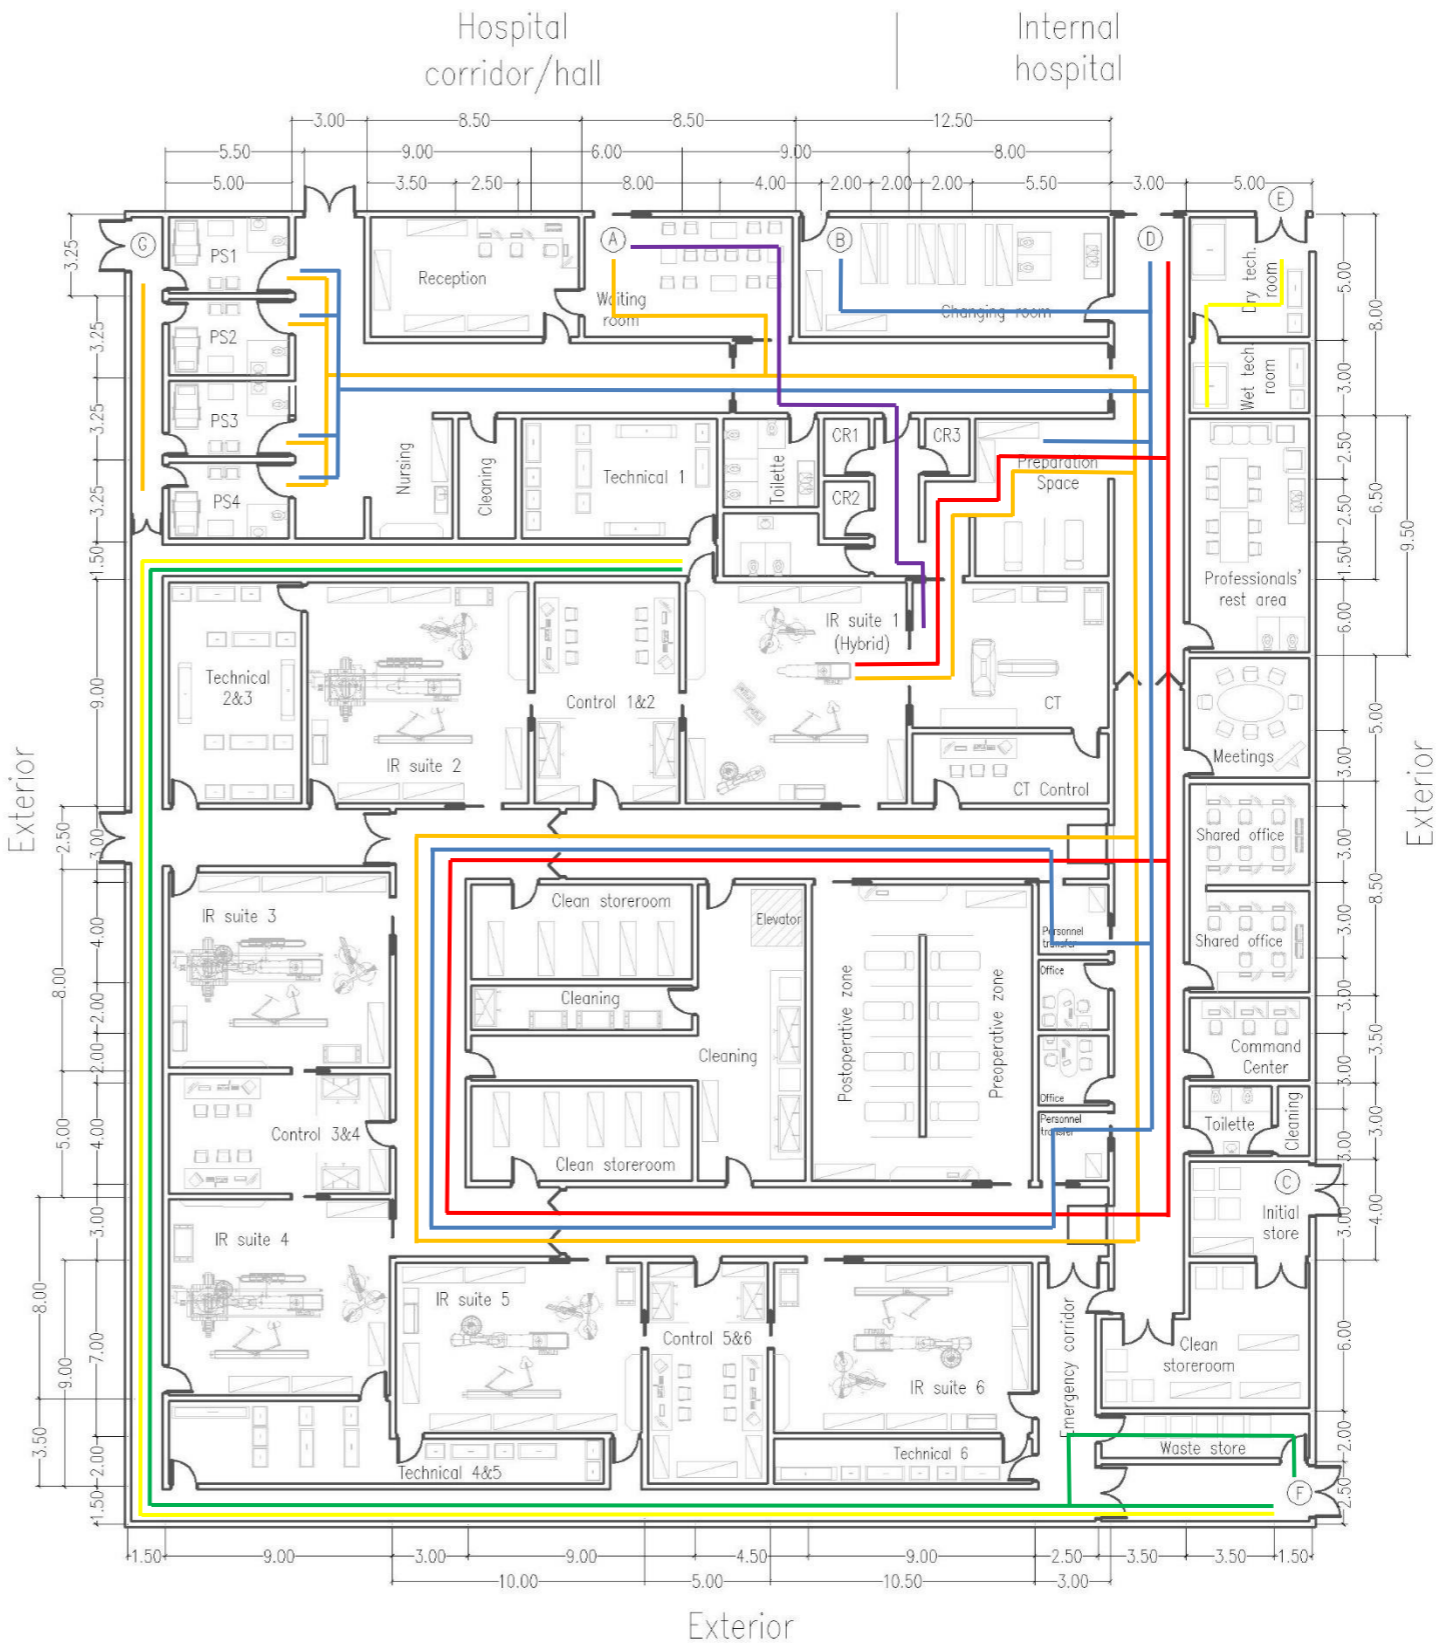 Hospital
corridor/hall
Internal
hospital
3.00
8.50
8.50
12.50
5.50
9.00
6.00
9.00
8.00
5.00
3.50
2.50
8.00
4.00
2.00
2.00
2.00
5.50
3.00
5.00
E
G
A
B
D
PS1
Reception
Waiting
room
Changing room
Dry tech.
room
3.25
5.00
8.00
PS2
3.25
Wet tech.
room
3.00
PS3
3.25
Nursing
Cleaning
Technical 1
Toilette
CR1
CR3
CR2
Preparation
Space
2.50
6.50
9.50
PS4
3.25
2.50
1.50
1.50
Professionals'
rest area
6.00
Technical
2&3
IR suite 2
Control 1&2
IR suite 1
(Hybrid)
CT
CT Control
9.00
Meetings
5.00
3.00
Exterior
Exterior
2.50
3.00
Shared office
3.00
8.50
IR suite 3
4.00
8.00
Clean storeroom
Elevator
Personnel
transfer
Shared office
3.00
Office
Postoperative zone
Preoperative zone
Cleaning
2.00
3.00
Command
Center
3.50
Cleaning
2.00
3.00
Office
Personnel
transfer
Control 3&4
4.00
5.00
Clean storeroom
Toilette
Cleaning
3.00
3.00
C
Initial
store
3.00
4.00
3.00
IR suite 4
8.00
7.00
9.00
IR suite 5
Control 5&6
IR suite 6
Emergency corridor
Clean
storeroom
6.00
3.50
2.00
Technical 4&5
Technical 6
Waste store
2.00
1.50
F
2.50
1.50
9.00
3.00
9.00
4.50
9.00
2.50
3.50
3.50
1.50
10.00
5.00
10.50
3.00
Exterior